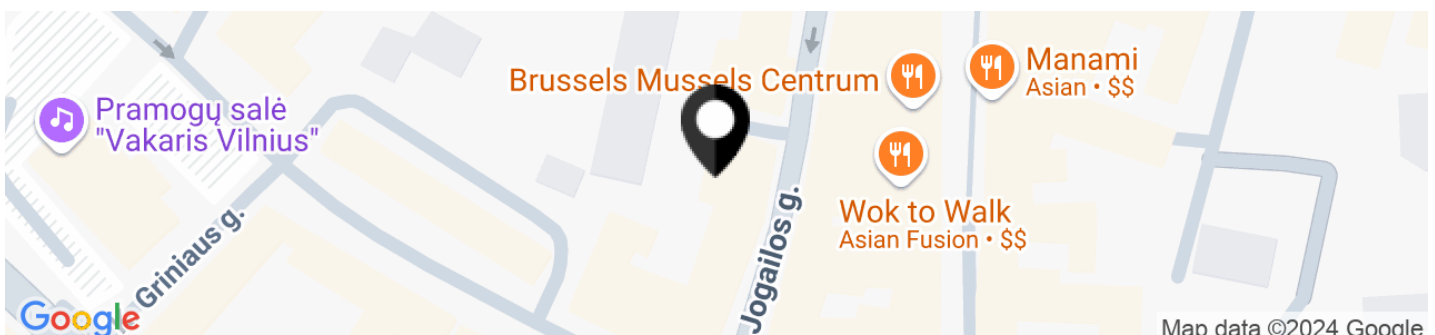 Brussels Mussels Centrum
Manami
Asian • $$
Pramogų salė
"Vakaris Vilnius"
Wok to Walk
Asian Fusion • $$
Griniaus g.
Jogailos g.
Google
Map data ©2024 Google